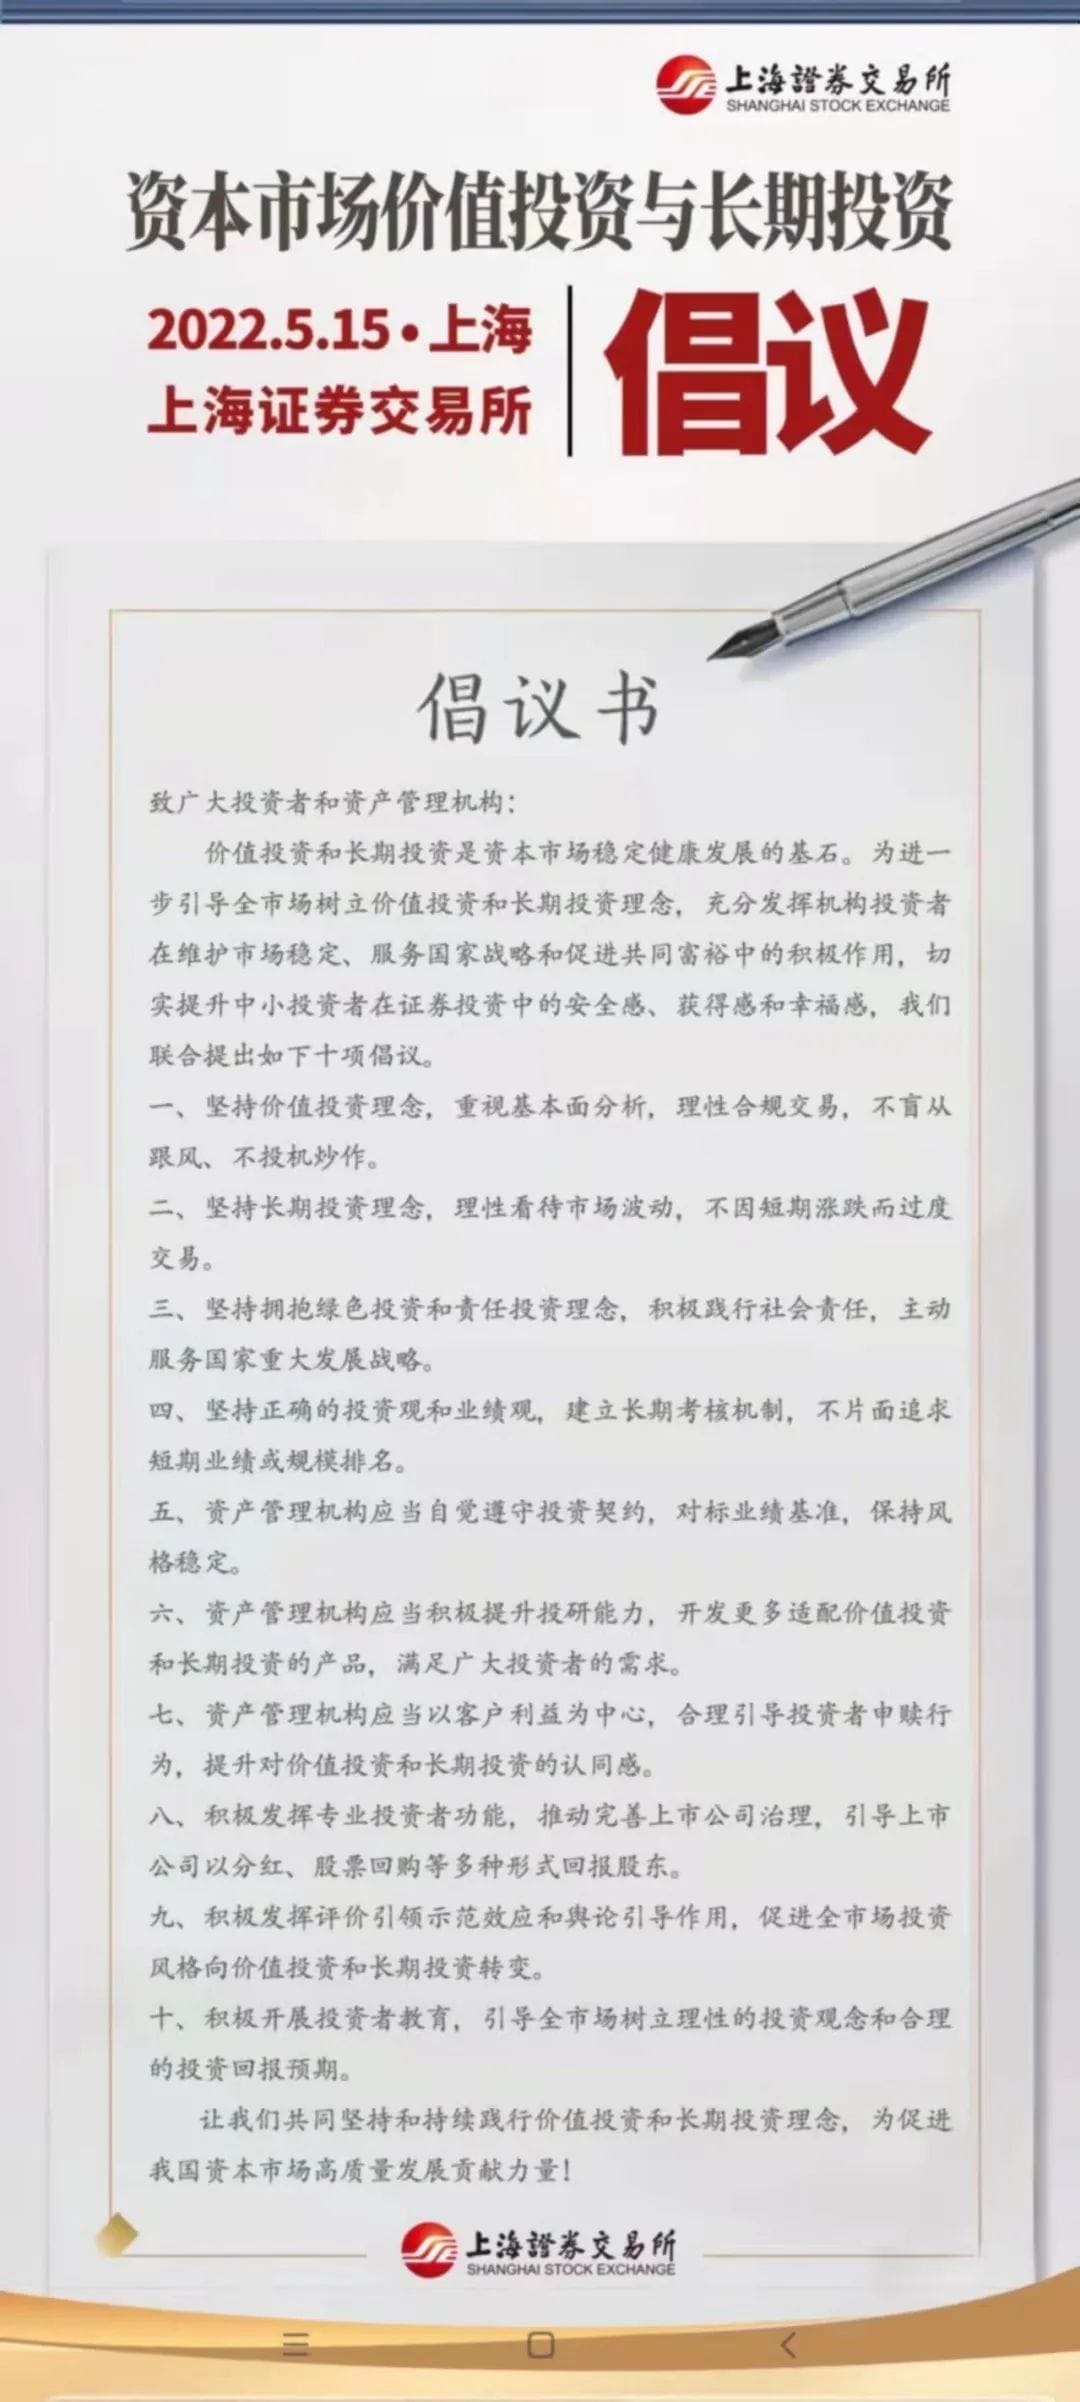 上海證券交易所
SHANGHAI STOCK EXCHANGE
资本市场价值投资与长期投资
2022.5.15·上海
上海证券交易所
倡议
倡议书
致广大投资者和资产管理机构：
价值投资和长期投资是资本市场稳定健康发展的基石。为进一
步引导全市场树立价值投资和长期投资理念，充分发挥机构投资者
在维护市场稳定、服务国家战略和促进共同富裕中的积极作用，切
实提升中小投资者在证券投资中的安全感、获得感和幸福感，我们
联合提出如下十项倡议。
一、坚持价值投资理念，重视基本面分析，理性合规交易，不盲从
跟风、不投机炒作。
二、坚持长期投资理念，理性看待市场波动，不因短期涨跌而过度
交易。
三、坚持拥抱绿色投资和责任投资理念，积极践行社会责任，主动
服务国家重大发展战略。
四、坚持正确的投资观和业绩观，建立长期考核机制，不片面追求
短期业绩或规模排名。
五、资产管理机构应当自觉遵守投资契约，对标业绩基准，保持风
格稳定。
六、资产管理机构应当积极提升投研能力，开发更多适配价值投资
和长期投资的产品，满足广大投资者的需求。
七、资产管理机构应当以客户利益为中心，合理引导投资者申赎行
为，提升对价值投资和长期投资的认同感。
八、积极发挥专业投资者功能，推动完善上市公司治理，引导上市
公司以分红、股票回购等多种形式回报股东。
九、积极发挥评价引领示范效应和舆论引导作用，促进全市场投资
风格向价值投资和长期投资转变。
十、积极开展投资者教育，引导全市场树立理性的投资观念和合理
的投资回报预期。
让我们共同坚持和持续践行价值投资和长期投资理念，为促进
我国资本市场高质量发展贡献力量！
上海證券交易所
SHANGHAI STOCK EXCHANGE